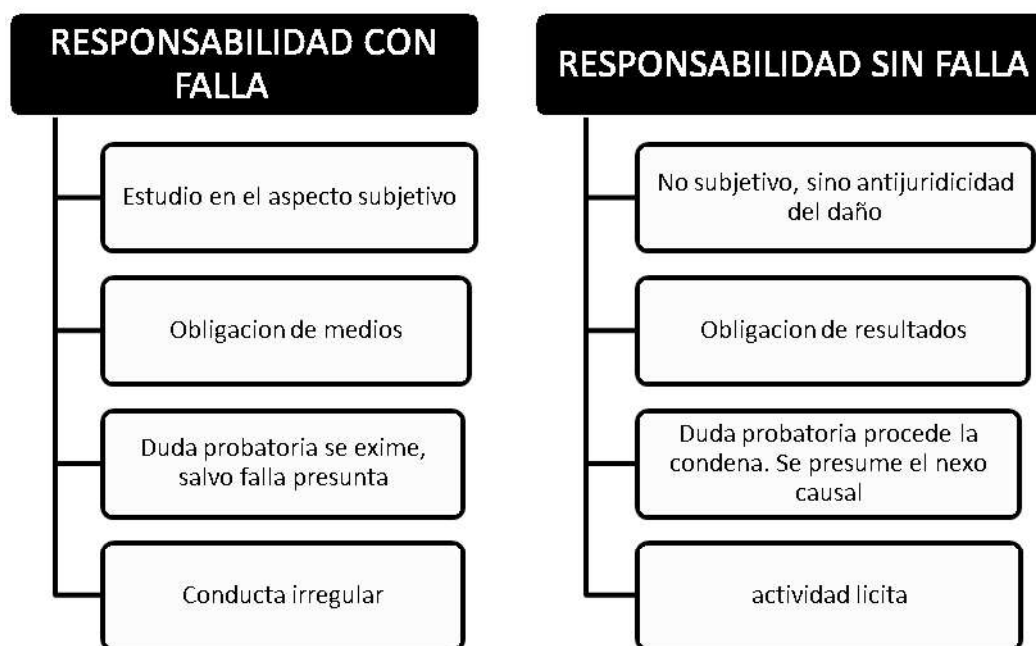 RESPONSABILIDAD CON
FALLA
Estudio en el aspecto subjetivo
Obligacion de medios
Duda probatoria se exime,
salvo falla presunta
Conducta irregular
RESPONSABILIDAD SIN FALLA
No subjetivo, sino antijuridicidad
del daño
Obligacion de resultados
Duda probatoria procede la
condena. Se presume el nexo
causal
actividad licita